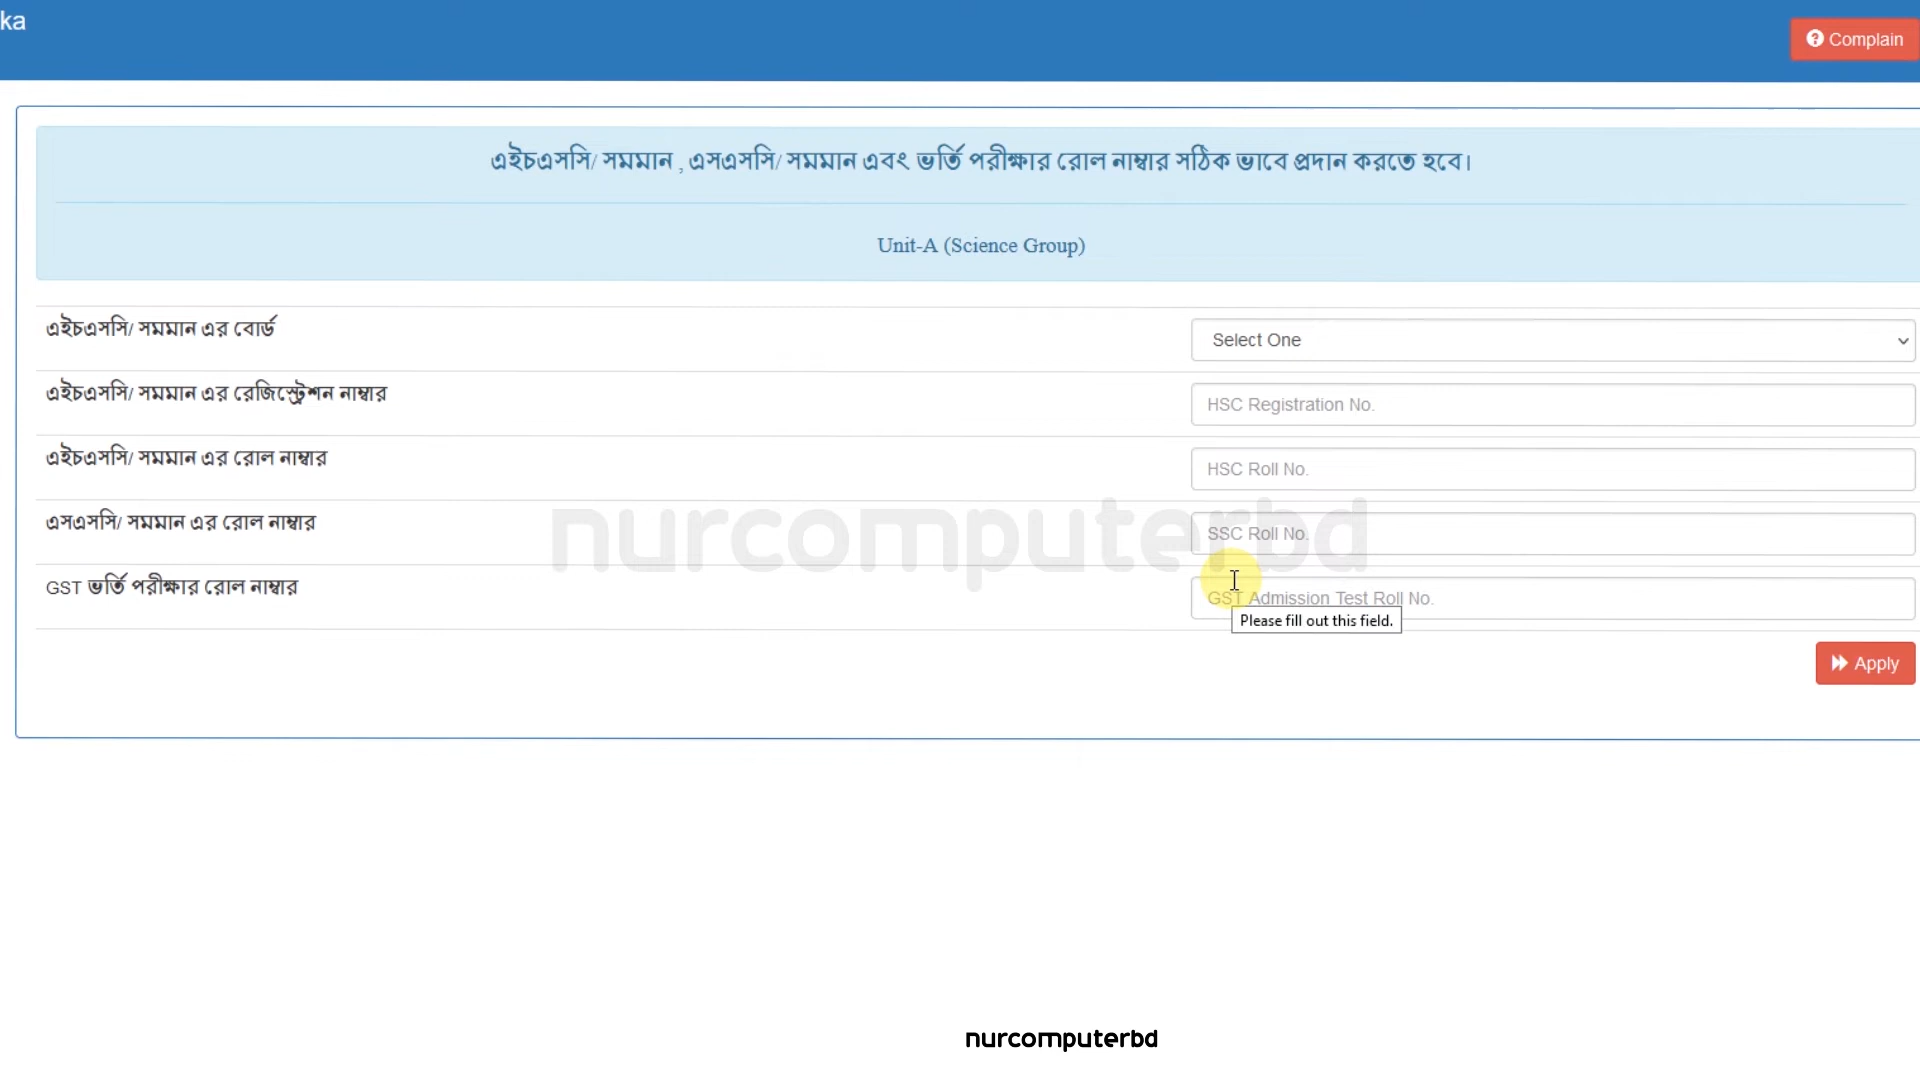 ka
Complain
এইচএসসি/ সমমান , এসএসসি/ সমমান এবং ভর্তি পরীক্ষার রোল নাম্বার সঠিক ভাবে প্রদান করতে হবে।
Unit-A (Science Group)
এইচএসসি/ সমমান এর বোর্ড
Select One
এইচএসসি/ সমমান এর রেজিস্ট্রেশন নাম্বার
HSC Registration No.
এইচএসসি/ সমমান এর রোল নাম্বার
HSC Roll No.
এসএসসি/ সমমান এর রোল নাম্বার
SSC Roll No.
nurcomputerbd
GST ভর্তি পরীক্ষার রোল নাম্বার
GST Admission Test Roll No.
Please fill out this field.
Apply
nurcomputerbd